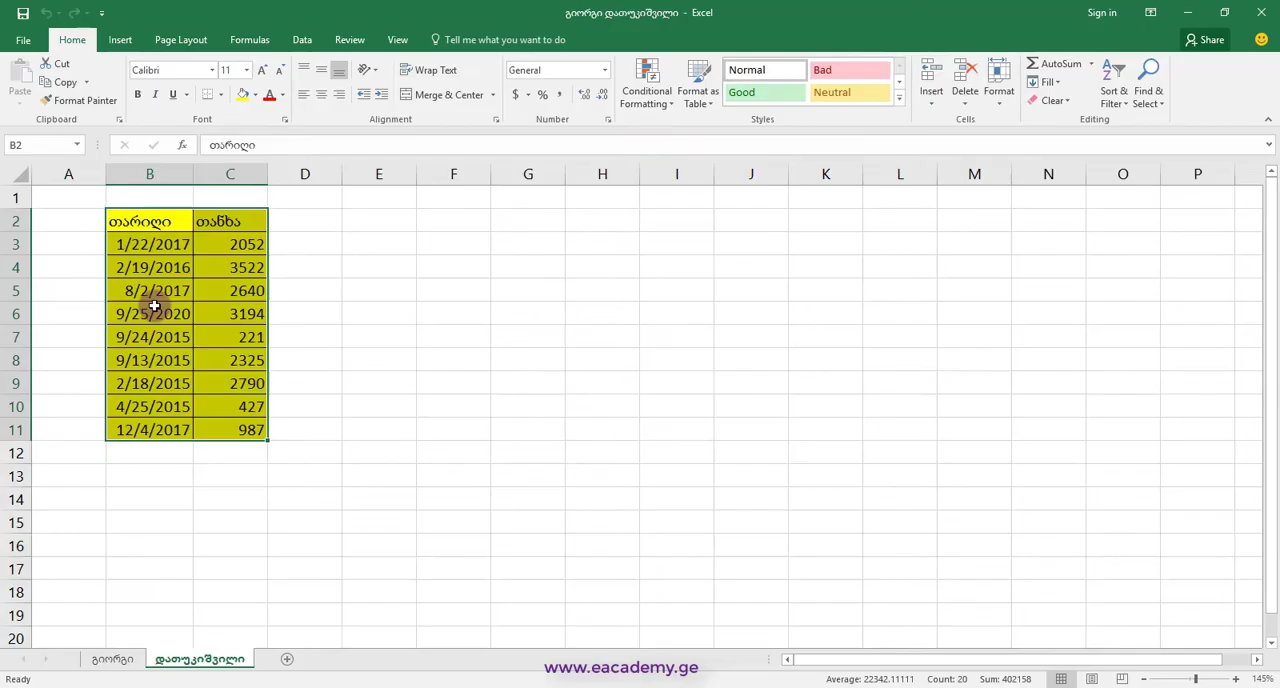 გიორგი დათუკიშვილი - Excel
Sign in
File Home Insert Page Layout Formulas Data Review View Tell me what you want to do Share
Paste Cut Copy Format Painter Clipboard
Calibri 11 B I U Font
Wrap Text Merge & Center Alignment
General $ % , Number
Conditional Formatting Format as Table Normal Bad Good Neutral Styles
Insert Delete Format Cells
AutoSum Fill Clear Sort & Filter Find & Select Editing
B2 fx თარიღი
A B C D E F G H I J K L M N O P
1
2 თარიღი თანხა
3 1/22/2017 2052
4 2/19/2016 3522
5 8/2/2017 2640
6 9/25/2020 3194
7 9/24/2015 221
8 9/13/2015 2325
9 2/18/2015 2790
10 4/25/2015 427
11 12/4/2017 987
12
13
14
15
16
17
18
19
20
გიორგი დათუკიშვილი
www.eacademy.ge
Ready Average: 22342.11111 Count: 20 Sum: 402158 145%